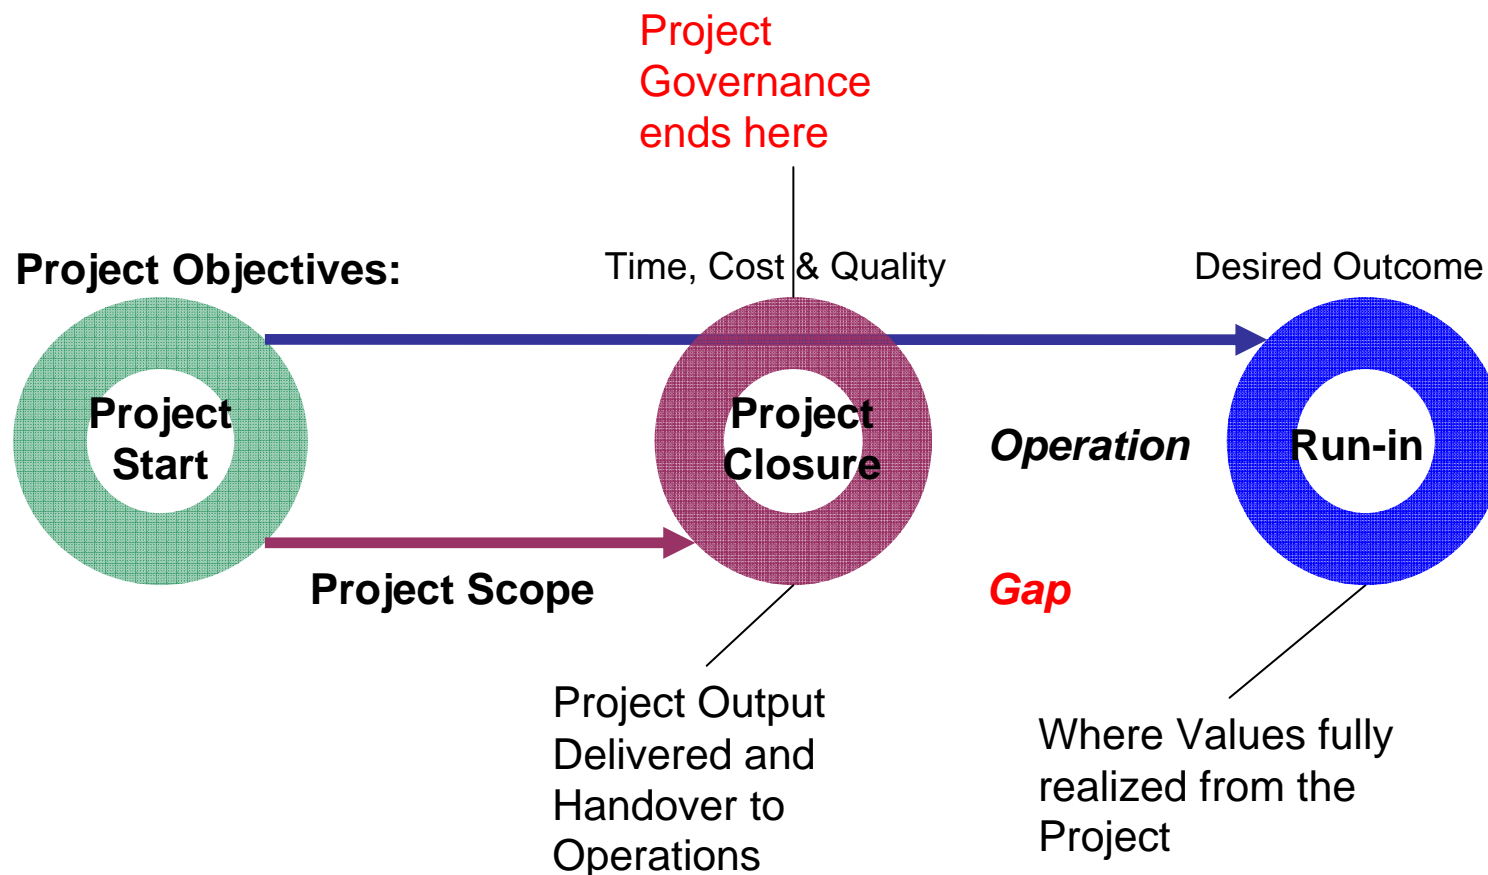 Project
Governance
ends here
Project Objectives:
Time, Cost & Quality
Desired Outcome
Project
Start
Project
Closure
Operation
Run-in
Project Scope
Gap
Project Output
Delivered and
Handover to
Operations
Where Values fully
realized from the
Project